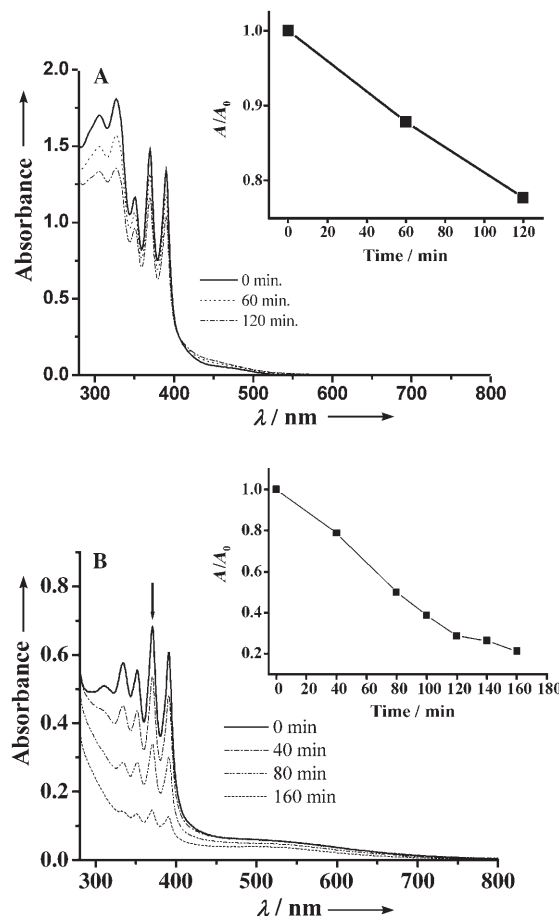 A
Absorbance
2.0
1.5
1.0
0.5
0.0
300 400 500 600 700 800
λ / nm
0 min.
60 min.
120 min.
A/A0
1.0
0.9
0.8
0 20 40 60 80 100 120
Time / min
B
Absorbance
0.8
0.6
0.4
0.2
0.0
300 400 500 600 700 800
λ / nm
0 min
40 min
80 min
160 min
A/A0
1.0
0.8
0.6
0.4
0.2
0 20 40 60 80 100 120 140 160 180
Time / min